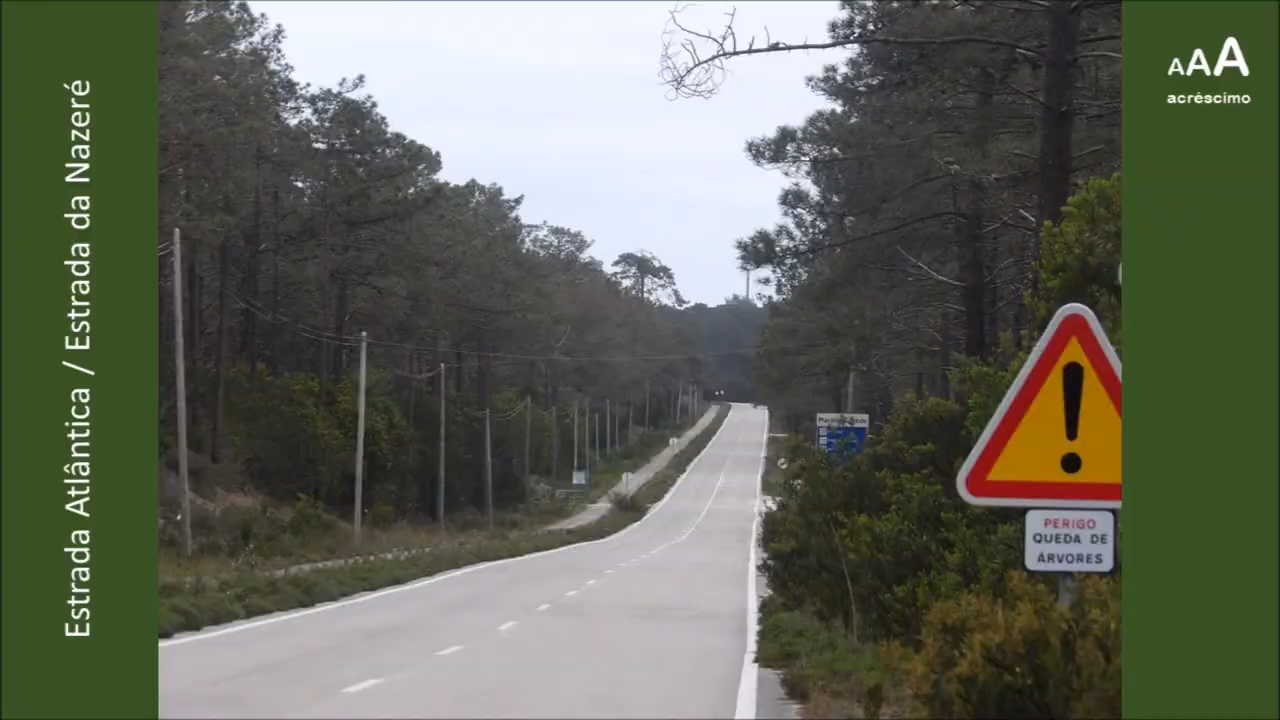 Estrada Atlântica / Estrada da Nazeré
AAA
acréscimo
PERIGO
QUEDA DE
ÁRVORES